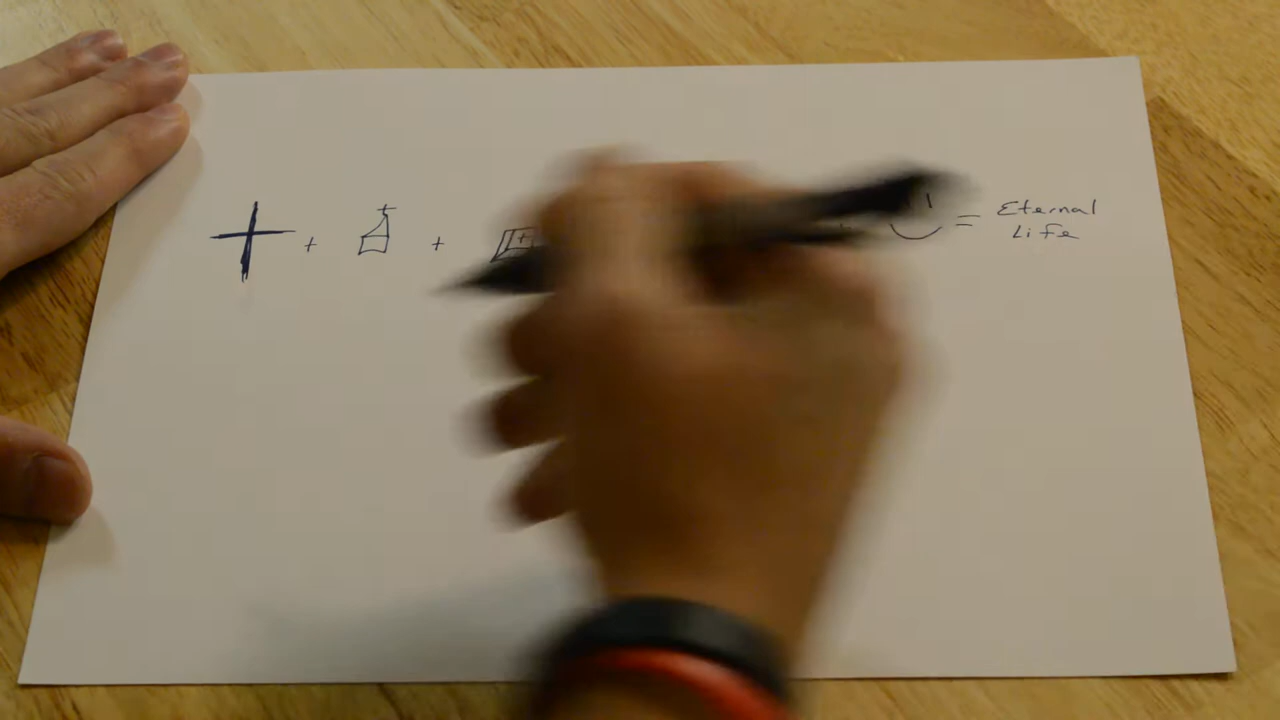 + + + = Eternal
Life